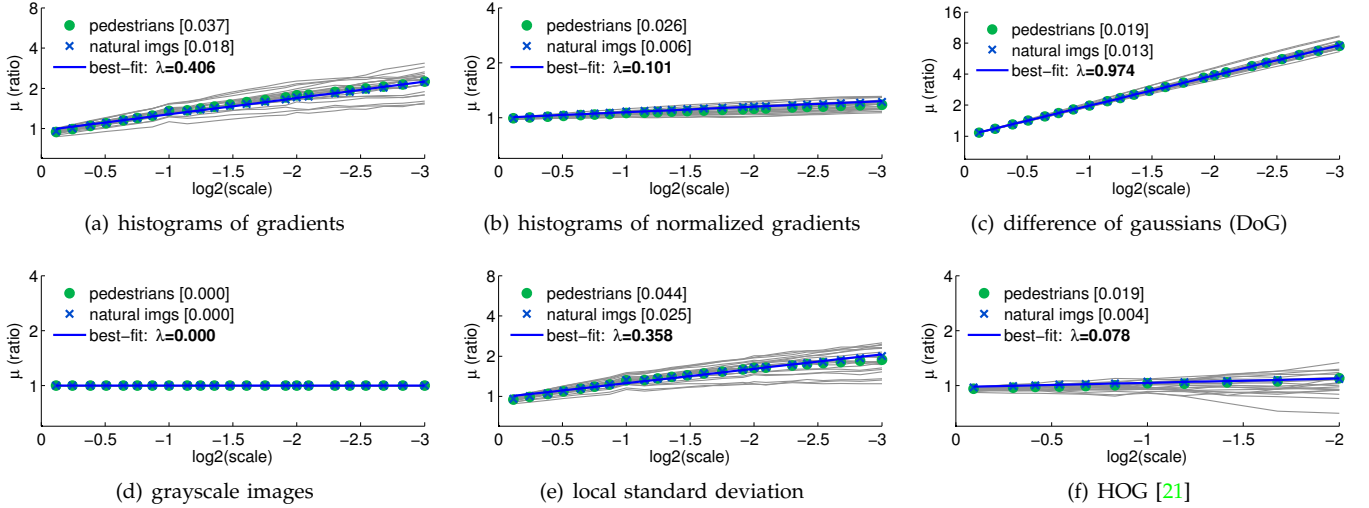 pedestrians [0.037]
natural imgs [0.018]
best−fit: λ=0.406
8
4
2
1
μ (ratio)
0 −0.5 −1 −1.5 −2 −2.5 −3
log2(scale)
(a) histograms of gradients
pedestrians [0.026]
natural imgs [0.006]
best−fit: λ=0.101
4
2
1
μ (ratio)
0 −0.5 −1 −1.5 −2 −2.5 −3
log2(scale)
(b) histograms of normalized gradients
pedestrians [0.019]
natural imgs [0.013]
best−fit: λ=0.974
16
8
4
2
1
μ (ratio)
0 −0.5 −1 −1.5 −2 −2.5 −3
log2(scale)
(c) difference of gaussians (DoG)
pedestrians [0.000]
natural imgs [0.000]
best−fit: λ=0.000
4
2
1
μ (ratio)
0 −0.5 −1 −1.5 −2 −2.5 −3
log2(scale)
(d) grayscale images
pedestrians [0.044]
natural imgs [0.025]
best−fit: λ=0.358
8
4
2
1
μ (ratio)
0 −0.5 −1 −1.5 −2 −2.5 −3
log2(scale)
(e) local standard deviation
pedestrians [0.019]
natural imgs [0.004]
best−fit: λ=0.078
4
2
1
μ (ratio)
0 −0.5 −1 −1.5 −2
log2(scale)
(f) HOG [21]